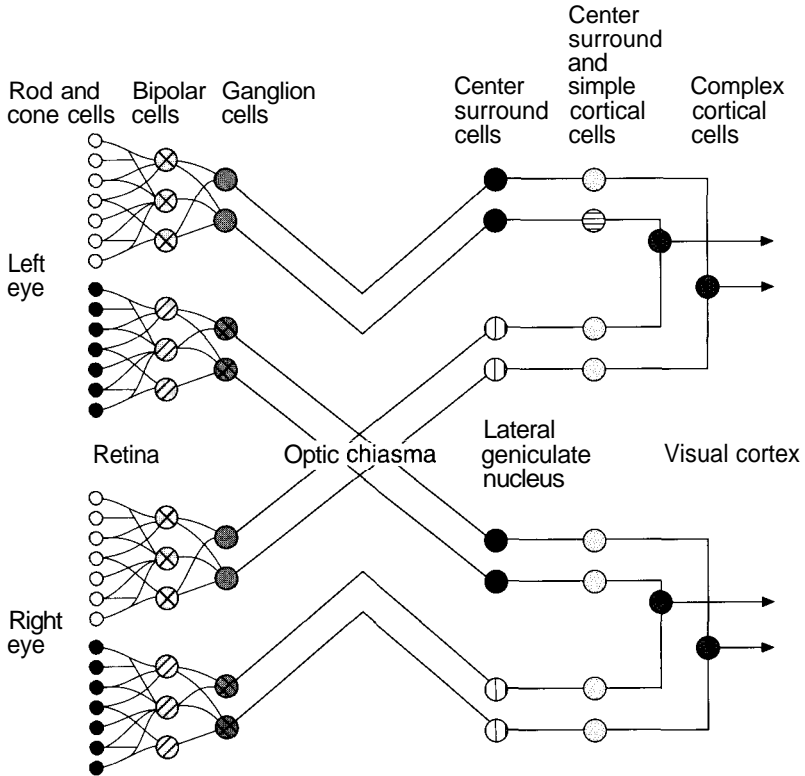 Rod and
cone cells
Bipolar
cells
Ganglion
cells
Center
surround
cells
Center
surround
and
simple
cortical
cells
Complex
cortical
cells
Left
eye
Retina
Optic chiasma
Lateral
geniculate
nucleus
Visual cortex
Right
eye